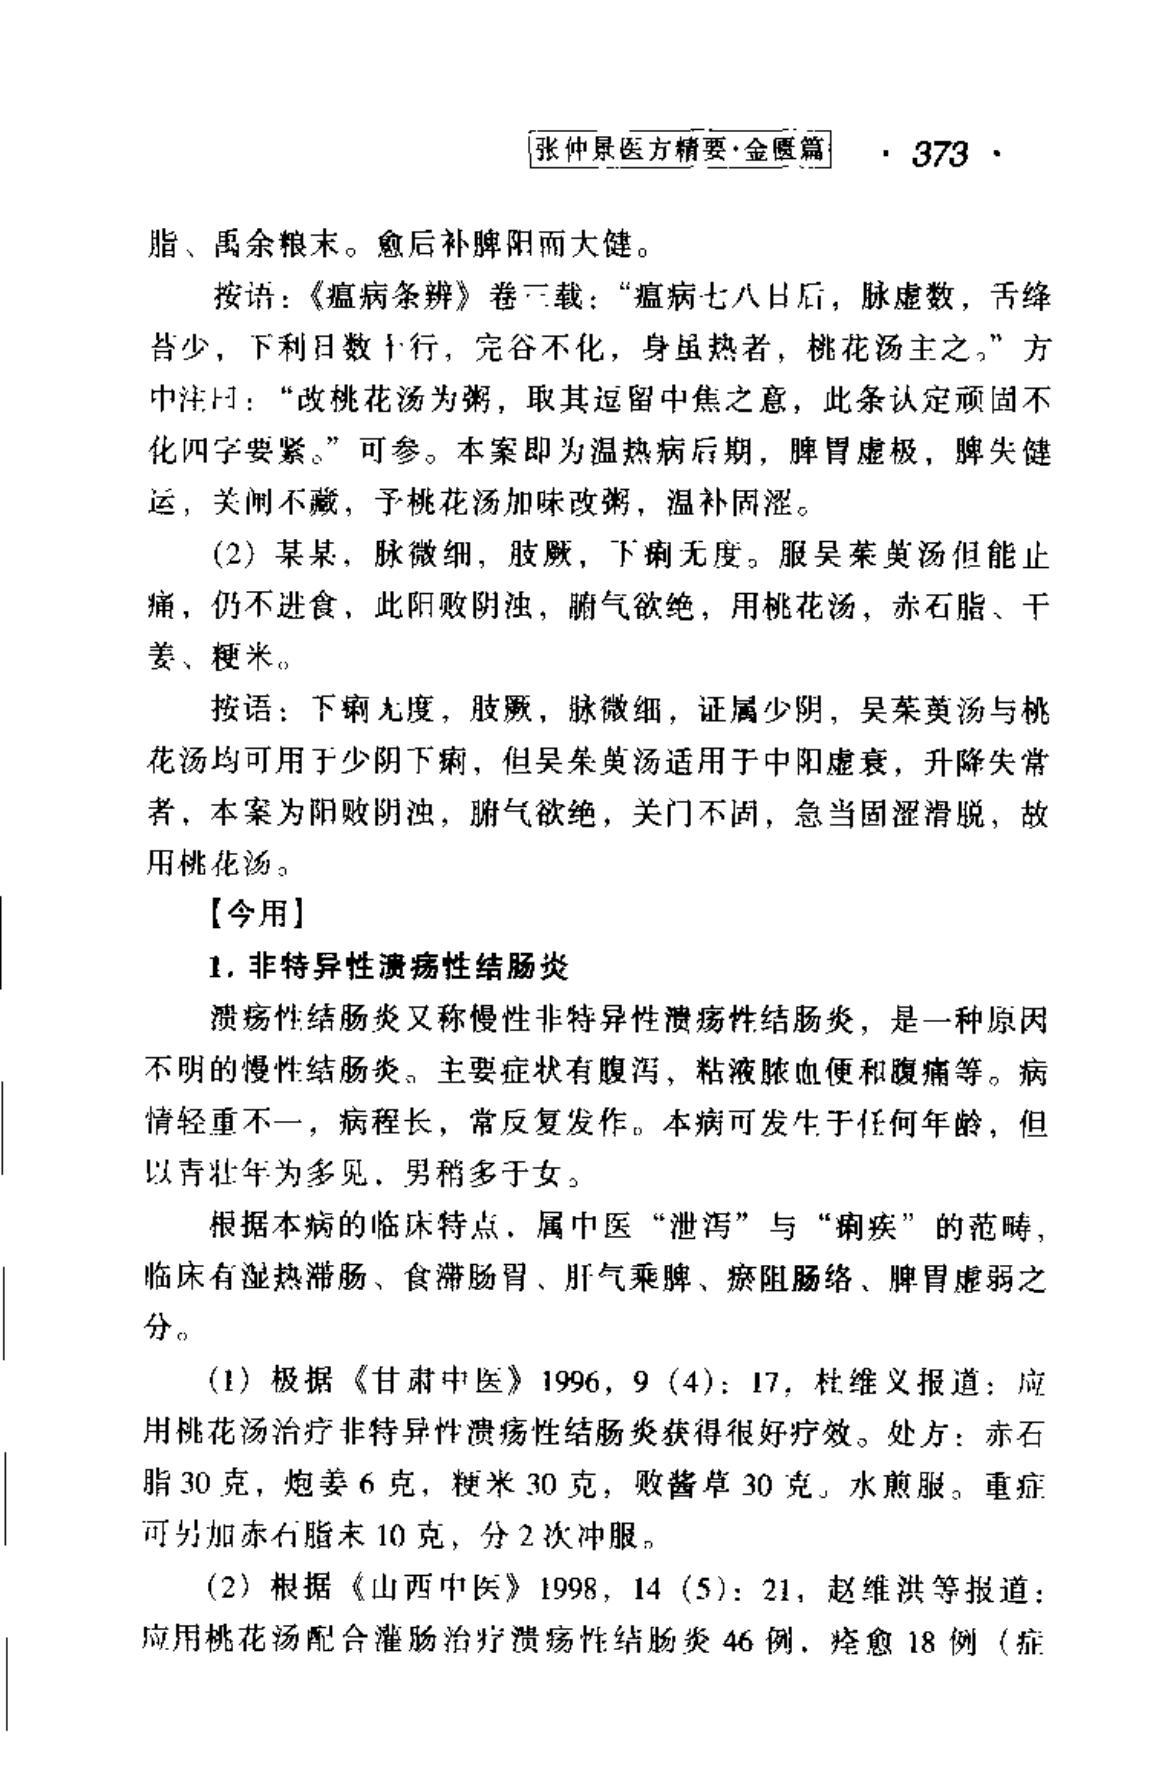 张仲景医方精要·金匮篇 · 373 ·
脂、禹余粮末。愈后补脾阳而大健。
按语：《瘟病条辨》卷三载：“瘟病七八日后，脉虚数，舌绛
苔少，下利日数十行，完谷不化，身虽热者，桃花汤主之。”方
中注曰：“改桃花汤为粥，取其逗留中焦之意，此条认定顽固不
化四字要紧。”可参。本案即为温热病后期，脾胃虚极，脾失健
运，关闸不藏，予桃花汤加味改粥，温补固涩。
(2) 某某，脉微细，肢厥，下痢无度。服吴茱萸汤但能止
痛，仍不进食，此阳败阴浊，腑气欲绝，用桃花汤，赤石脂、干
姜、粳米。
按语：下痢无度，肢厥，脉微细，证属少阴，吴茱萸汤与桃
花汤均可用于少阴下痢，但吴茱萸汤适用于中阳虚衰，升降失常
者，本案为阳败阴浊，腑气欲绝，关门不固，急当固涩滑脱，故
用桃花汤。
【今用】
1. 非特异性溃疡性结肠炎
溃疡性结肠炎又称慢性非特异性溃疡性结肠炎，是一种原因
不明的慢性结肠炎。主要症状有腹泻，粘液脓血便和腹痛等。病
情轻重不一，病程长，常反复发作。本病可发生于任何年龄，但
以青壮年为多见，男稍多于女。
根据本病的临床特点，属中医“泄泻”与“痢疾”的范畴，
临床有湿热滞肠、食滞肠胃、肝气乘脾、瘀阻肠络、脾胃虚弱之
分。
(1) 极据《甘肃中医》1996，9（4）：17，杜维义报道：应
用桃花汤治疗非特异性溃疡性结肠炎获得很好疗效。处方：赤石
脂30克，炮姜6克，粳米30克，败酱草30克。水煎服。重症
可另加赤石脂末10克，分2次冲服。
(2) 根据《山西中医》1998，14（5）：21，赵维洪等报道：
应用桃花汤配合灌肠治疗溃疡性结肠炎46例，痊愈18例（症